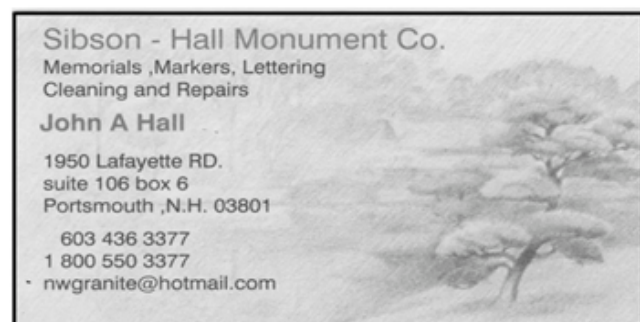 Sibson - Hall Monument Co.
Memorials ,Markers, Lettering
Cleaning and Repairs
John A Hall
1950 Lafayette RD.
suite 106 box 6
Portsmouth ,N.H. 03801
603 436 3377
1 800 550 3377
nwgranite@hotmail.com